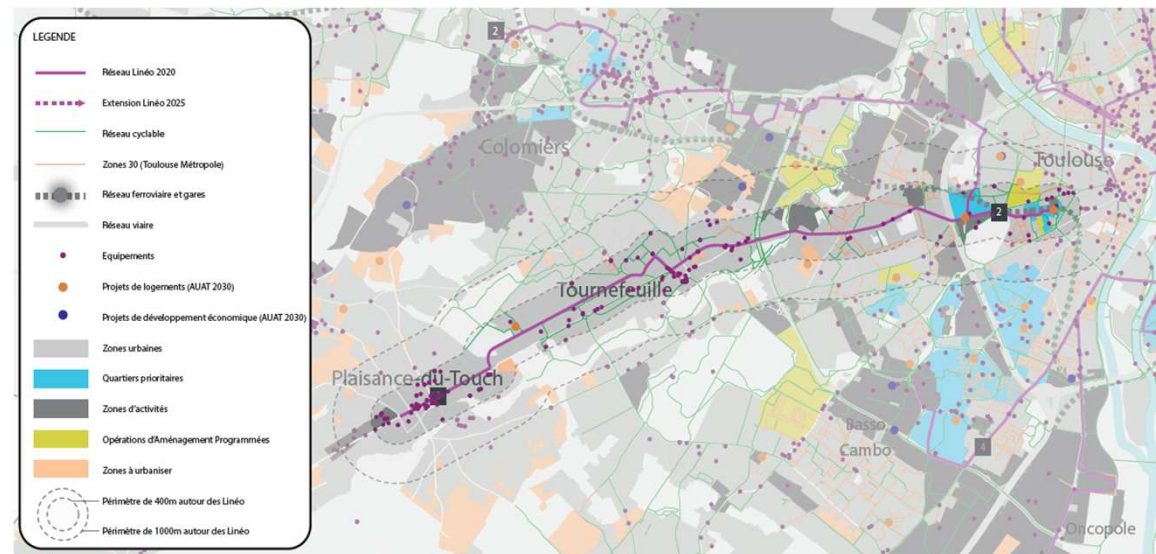 LEGENDE
Réseau Linéo 2020
Extension Linéo 2025
Réseau cyclable
Zones 30 (Toulouse Métropole)
Réseau ferroviaire et gares
Réseau viaire
Equipements
Projets de logements (AUAT 2030)
Projets de développement économique (AUAT 2030)
Zones urbaines
Quartiers prioritaires
Zones d'activités
Opérations d'Aménagement Programmées
Zones à urbaniser
Périmètre de 400m autour des Linéo
Périmètre de 1000m autour des Linéo
2
Colomiers
Toulouse
2
Tournefeuille
Plaisance-du-Touch
Basso
Cambo
4
Oncopole